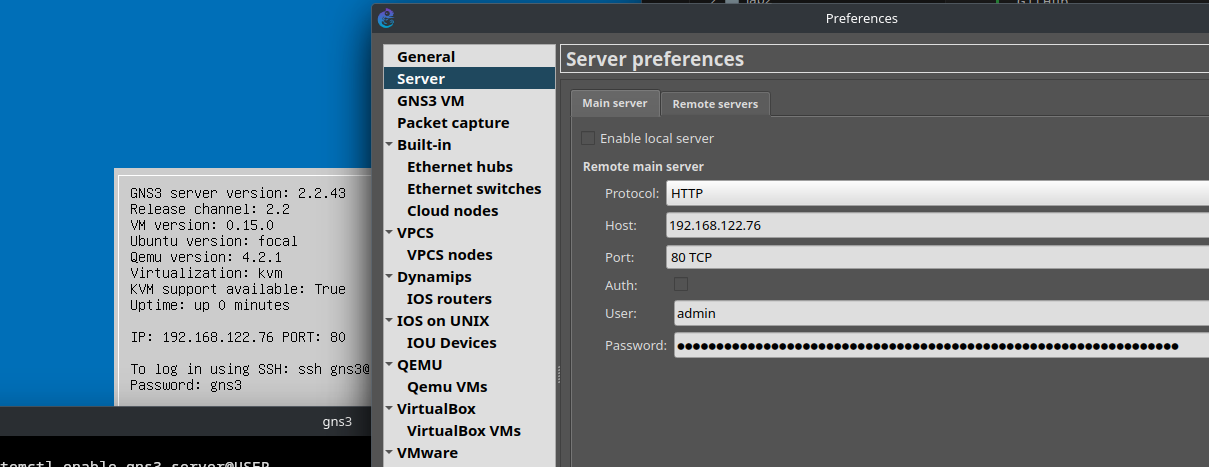 Preferences
General
Server
GNS3 VM
Packet capture
Built-in
Ethernet hubs
Ethernet switches
Cloud nodes
VPCS
VPCS nodes
Dynamips
IOS routers
IOS on UNIX
IOU Devices
QEMU
Qemu VMs
VirtualBox
VirtualBox VMs
VMware
Server preferences
Main server
Remote servers
Enable local server
Remote main server
Protocol: HTTP
Host: 192.168.122.76
Port: 80 TCP
Auth:
User: admin
Password: ●●●●●●●●●●●●●●●●●●●●●●●●●●●●●●●●●●●●●●●●●●●●●●●●●●●●●●●●●●●●●●●●
GNS3 server version: 2.2.43
Release channel: 2.2
VM version: 0.15.0
Ubuntu version: focal
Qemu version: 4.2.1
Virtualization: kvm
KVM support available: True
Uptime: up 0 minutes
IP: 192.168.122.76 PORT: 80
To log in using SSH: ssh gns3@
Password: gns3
gns3
temctl enable gns3-server@USER